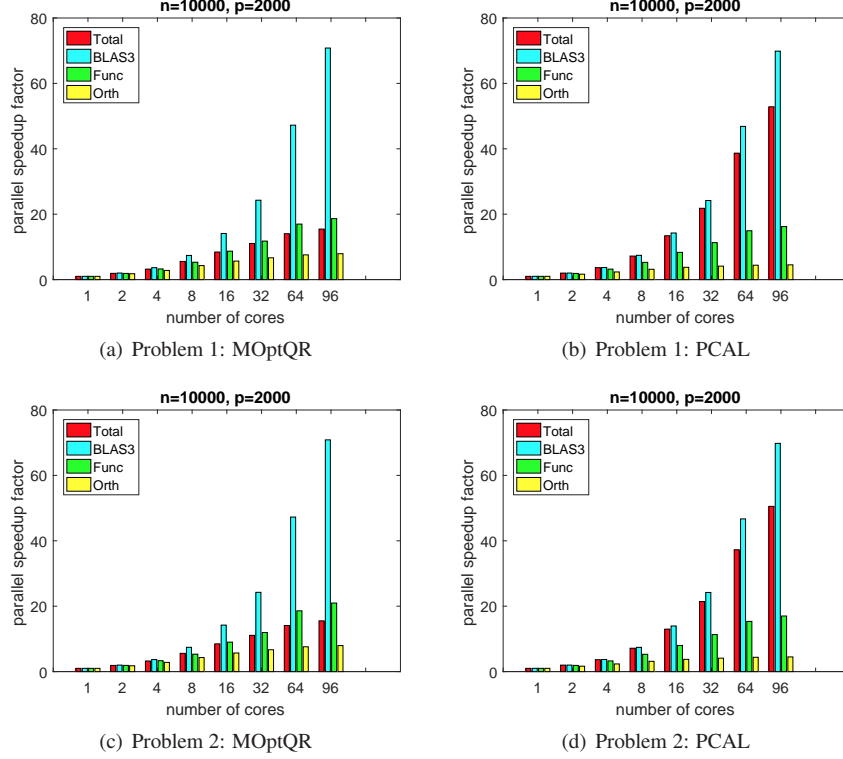 n=10000, p=2000
80
60
40
20
0
parallel speedup factor
Total
BLAS3
Func
Orth
1 2 4 8 16 32 64 96
number of cores
(a) Problem 1: MOptQR
n=10000, p=2000
80
60
40
20
0
parallel speedup factor
Total
BLAS3
Func
Orth
1 2 4 8 16 32 64 96
number of cores
(b) Problem 1: PCAL
n=10000, p=2000
80
60
40
20
0
parallel speedup factor
Total
BLAS3
Func
Orth
1 2 4 8 16 32 64 96
number of cores
(c) Problem 2: MOptQR
n=10000, p=2000
80
60
40
20
0
parallel speedup factor
Total
BLAS3
Func
Orth
1 2 4 8 16 32 64 96
number of cores
(d) Problem 2: PCAL